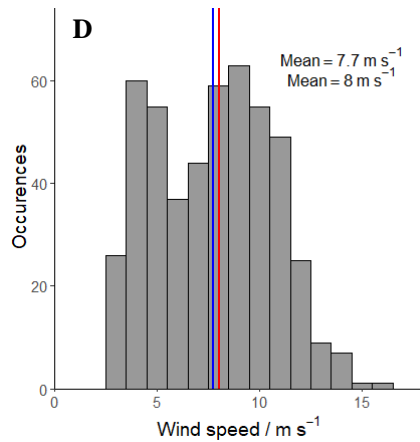 D
Mean = 7.7 m s⁻¹
Mean = 8 m s⁻¹
60
40
20
0
Occurences
0 5 10 15
Wind speed / m s⁻¹